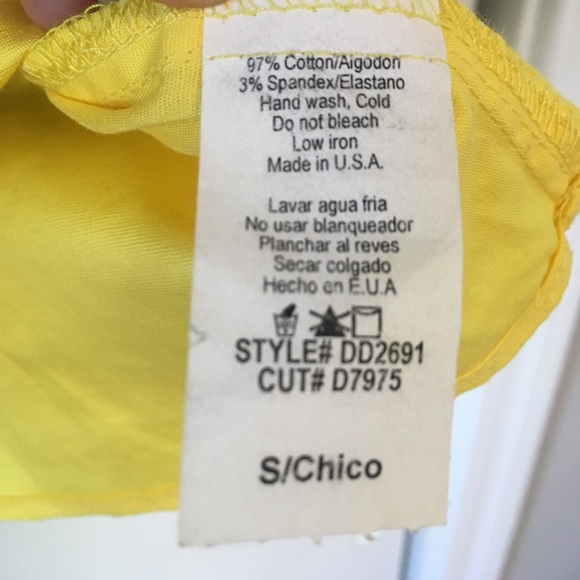 97% Cotton/Algodon
3% Spandex/Elastano
Hand wash, Cold
Do not bleach
Low iron
Made in U.S.A.
Lavar agua fria
No usar blanqueador
Planchar al reves
Secar colgado
Hecho en E.U.A
STYLE# DD2691
CUT# D7975
S/Chico